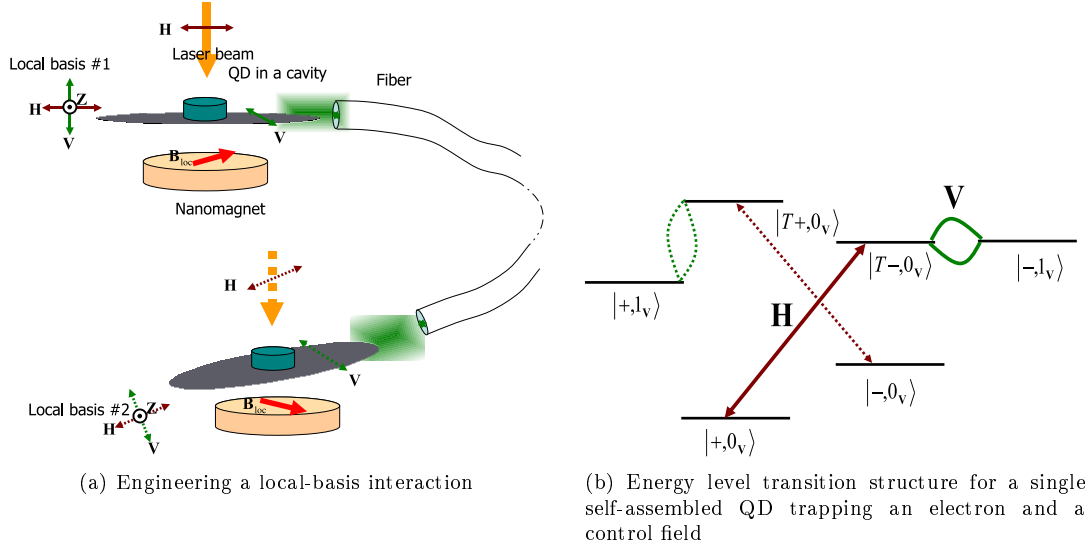 H
Laser beam
Local basis #1
QD in a cavity
Fiber
Z
H
V
V
B_loc
Nanomagnet
H
V
Local basis #2
Z
H
V
B_loc
(a) Engineering a local-basis interaction
V
|T+,0_V⟩
|T−,0_V⟩
|−,1_V⟩
|+,1_V⟩
H
|−,0_V⟩
|+,0_V⟩
(b) Energy level transition structure for a single
self-assembled QD trapping an electron and a
control field